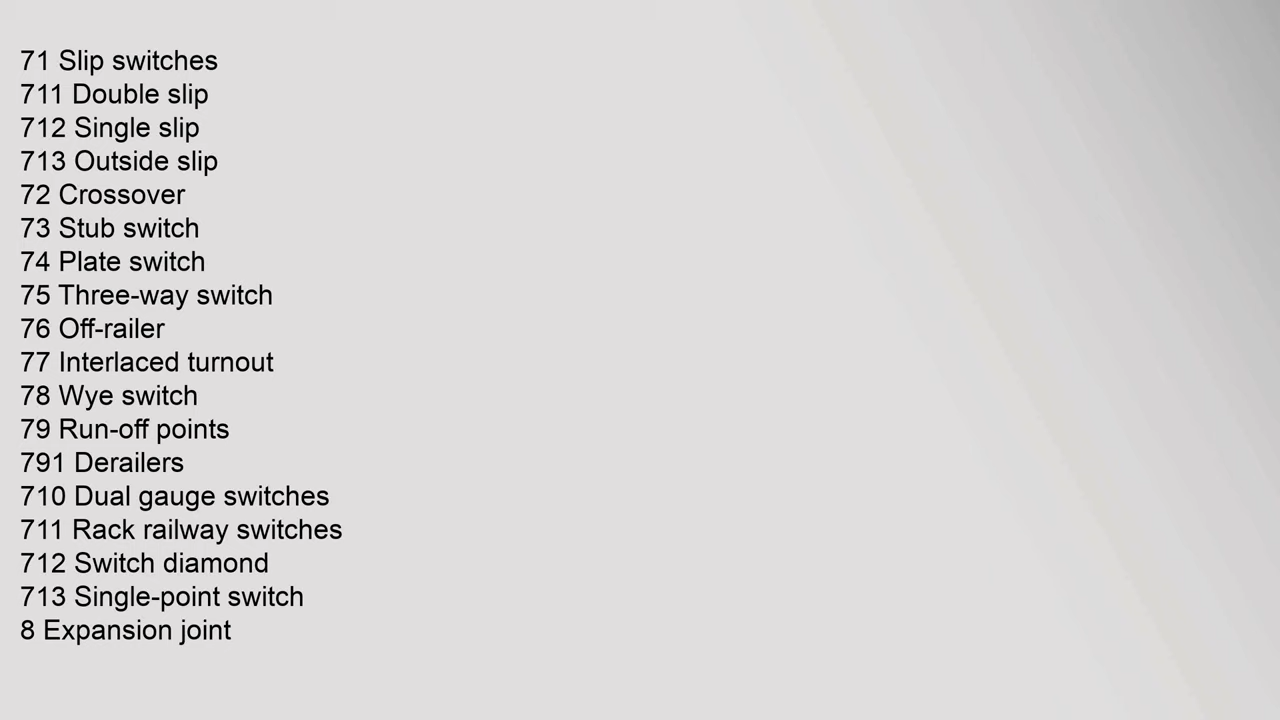 71 Slip switches
711 Double slip
712 Single slip
713 Outside slip
72 Crossover
73 Stub switch
74 Plate switch
75 Three-way switch
76 Off-railer
77 Interlaced turnout
78 Wye switch
79 Run-off points
791 Derailers
710 Dual gauge switches
711 Rack railway switches
712 Switch diamond
713 Single-point switch
8 Expansion joint